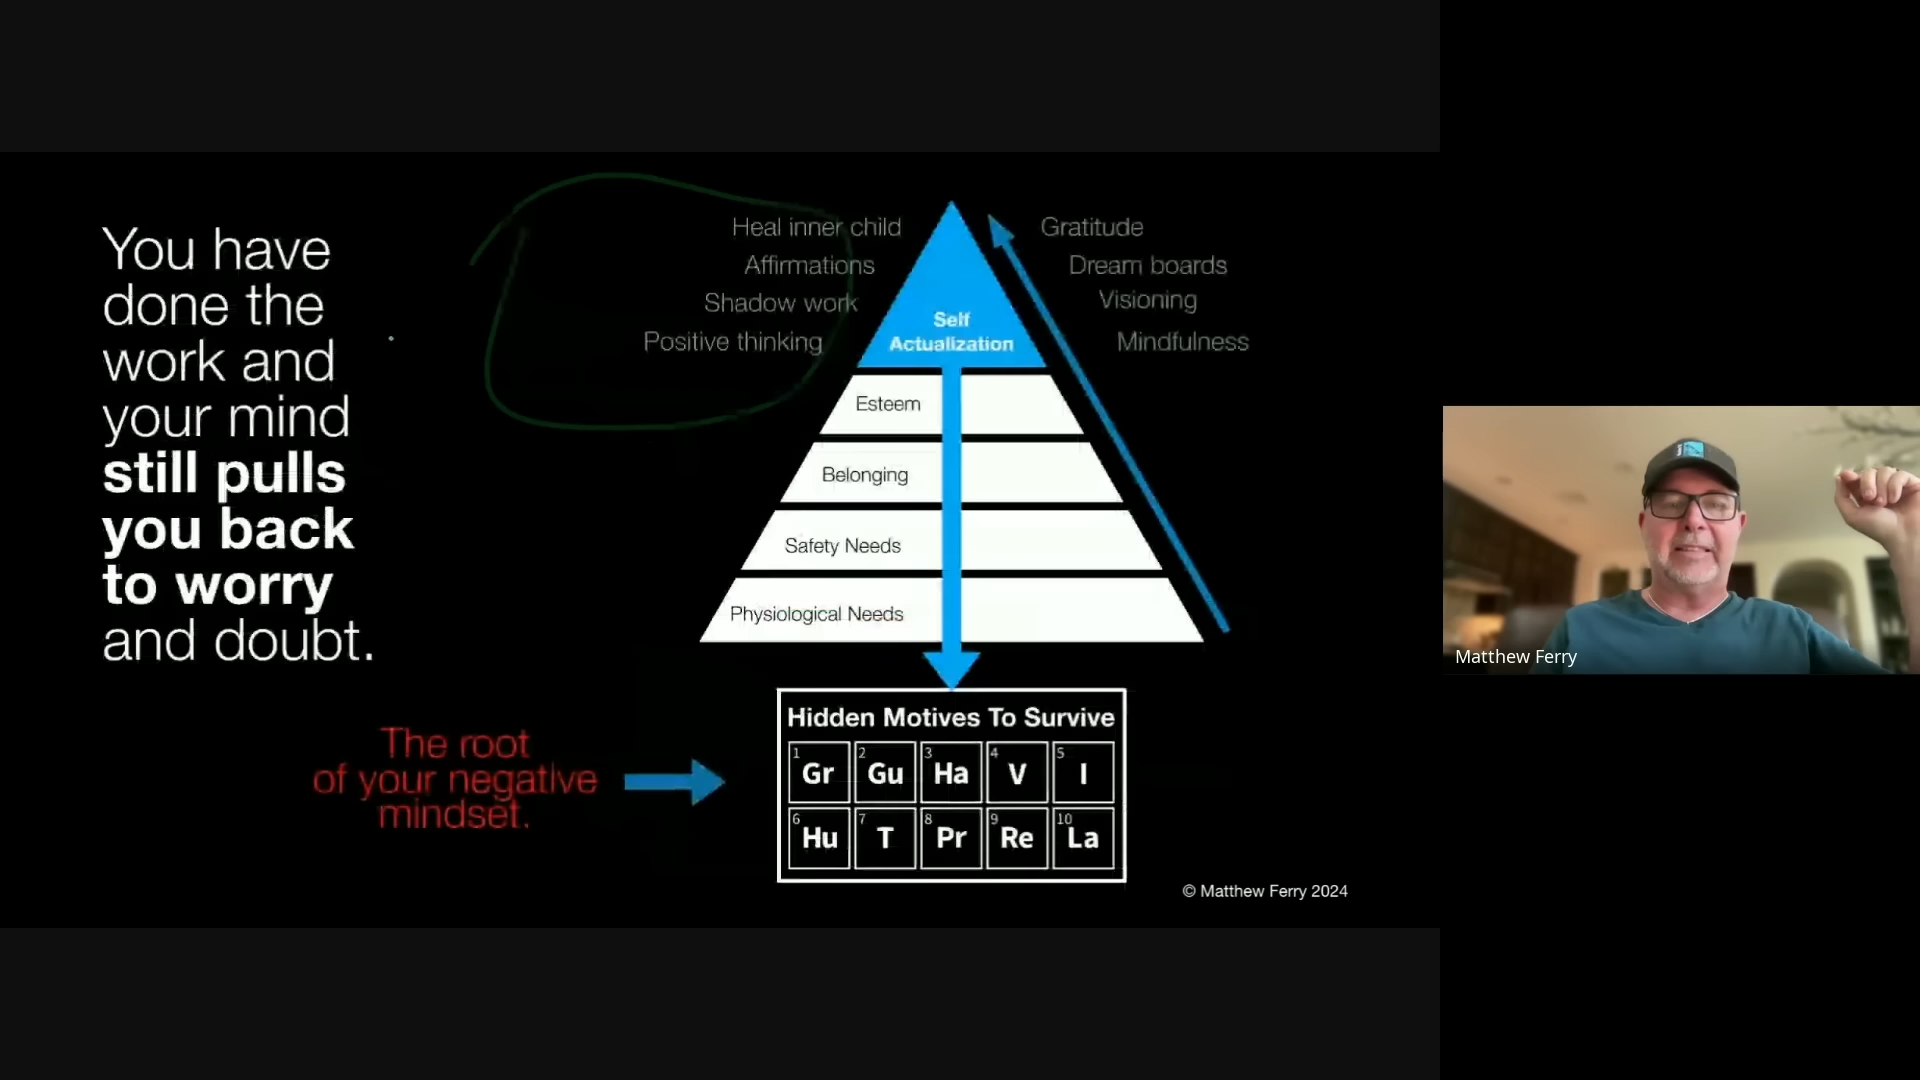 You have
done the
work and
your mind
still pulls
you back
to worry
and doubt.
Heal inner child
Affirmations
Shadow work
Positive thinking
Gratitude
Dream boards
Visioning
Mindfulness
Self
Actualization
Esteem
Belonging
Safety Needs
Physiological Needs
The root
of your negative
mindset.
Hidden Motives To Survive
1 Gr 2 Gu 3 Ha 4 V 5 I
6 Hu 7 T 8 Pr 9 Re 10 La
© Matthew Ferry 2024
Matthew Ferry